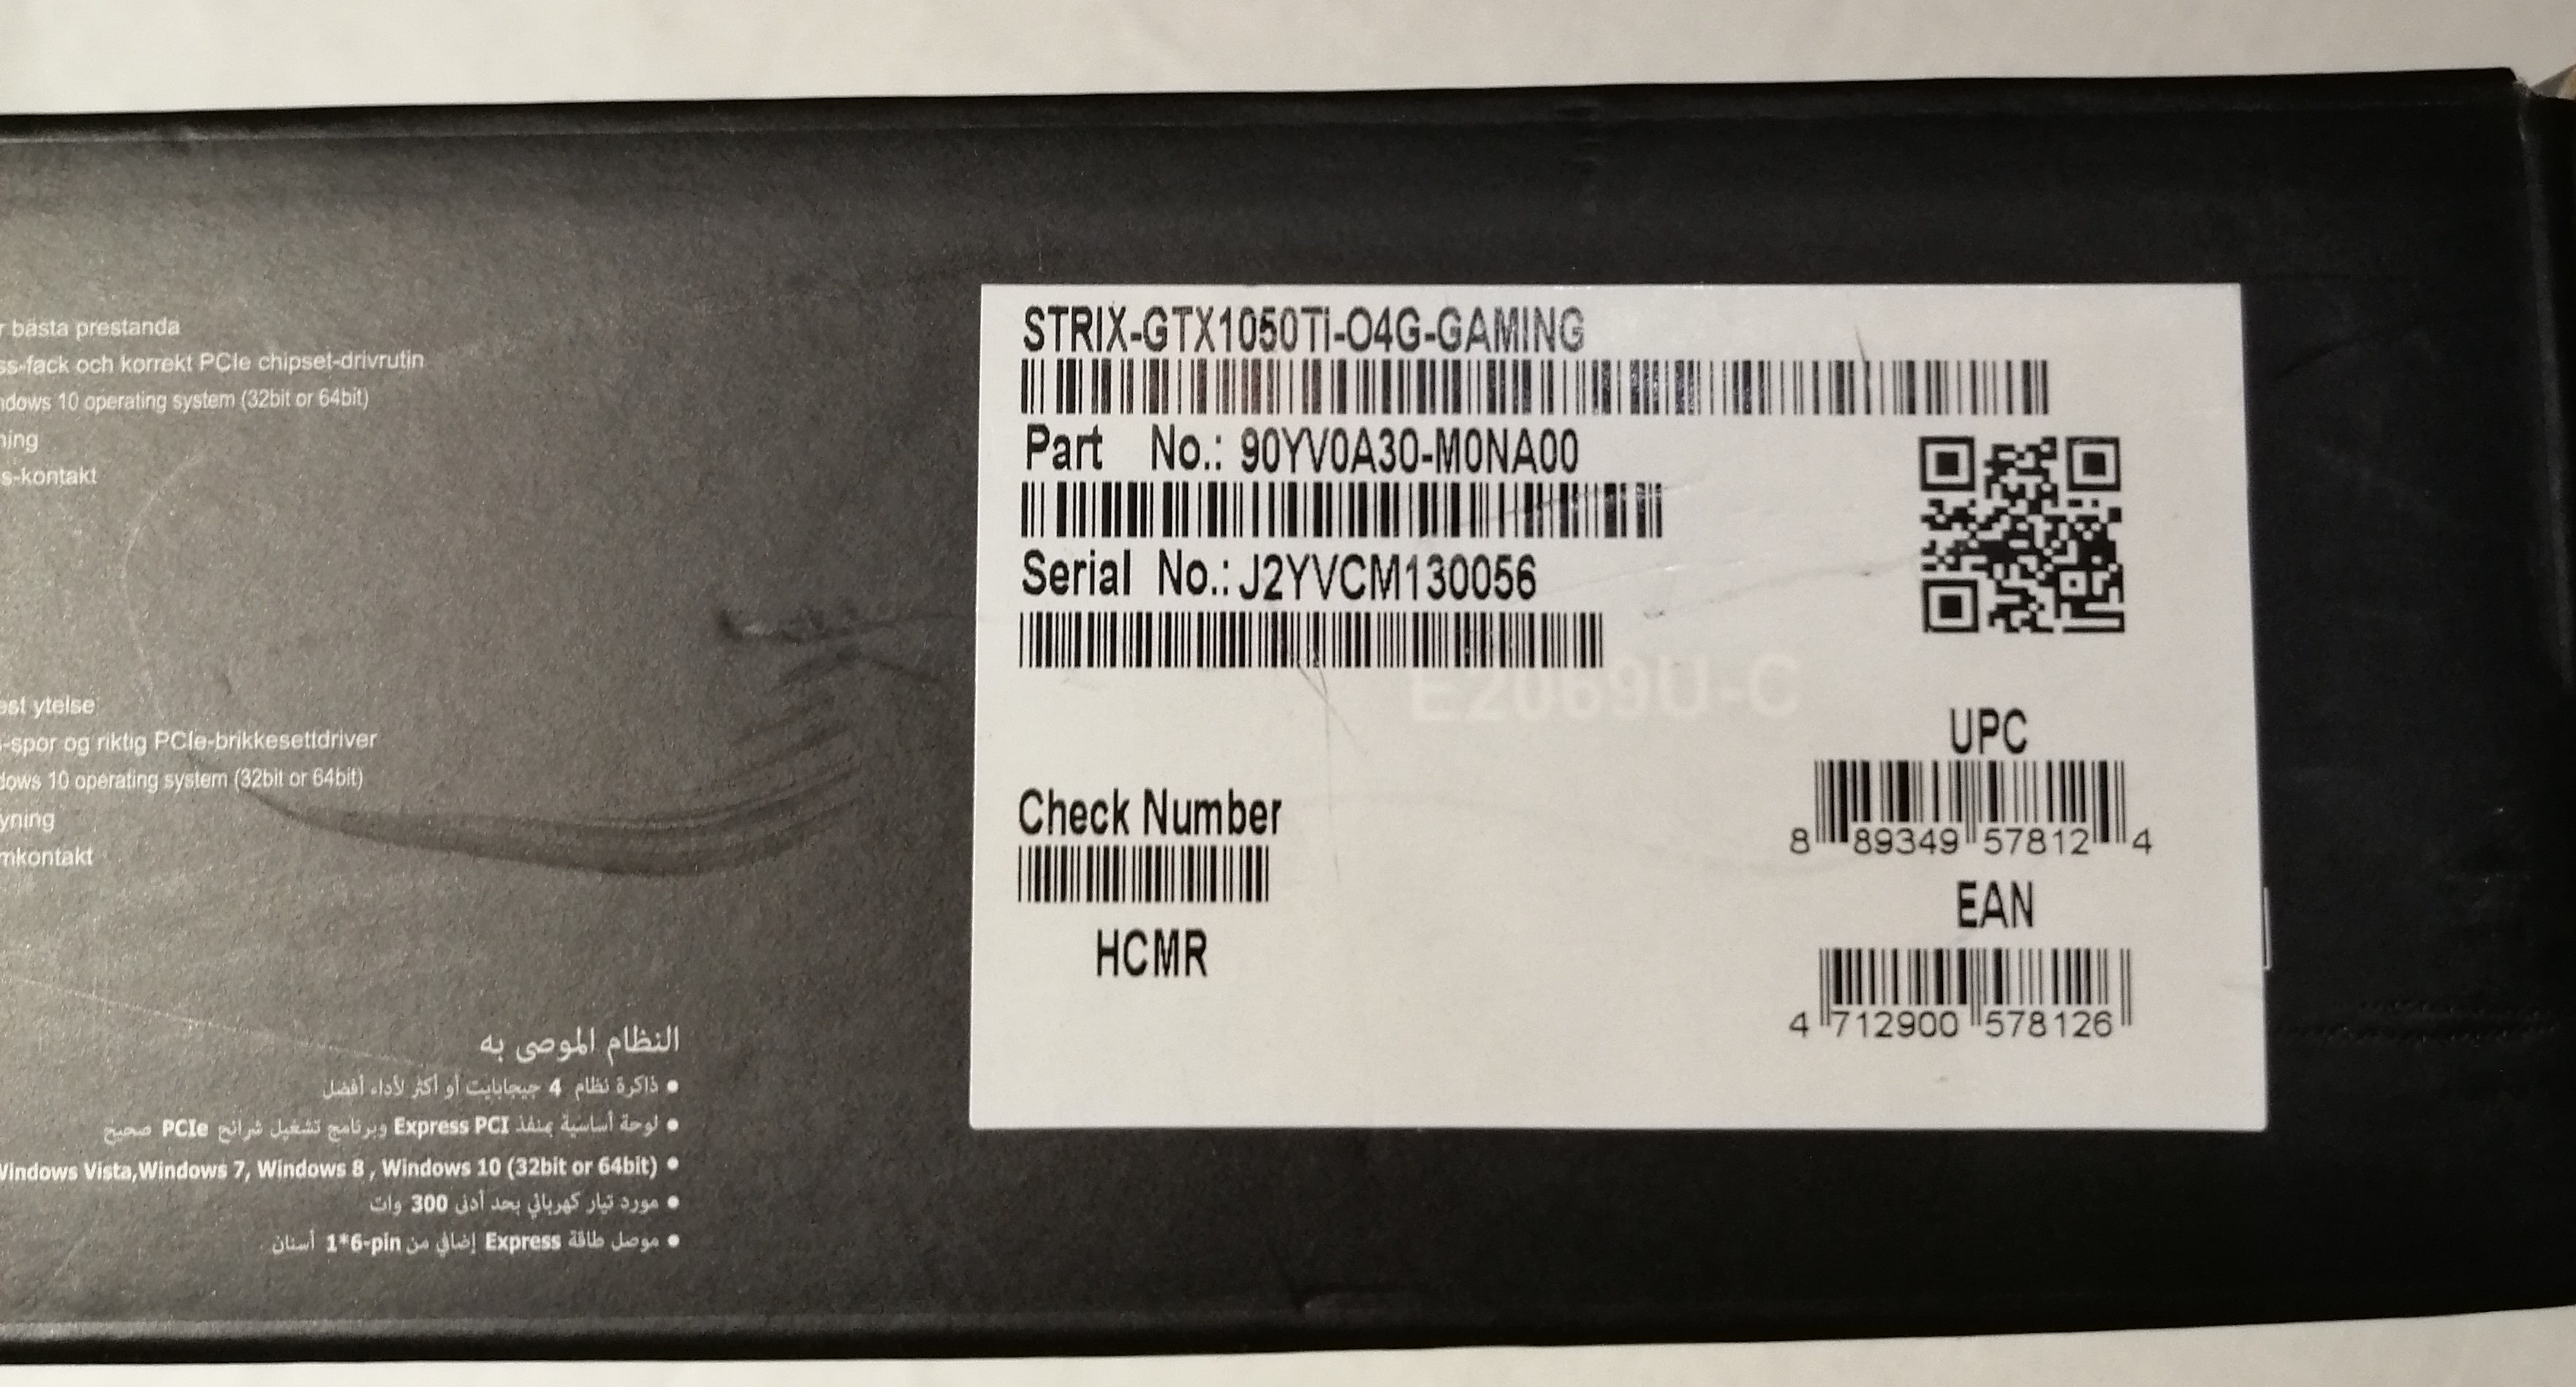 r bästa prestanda
ss-fack och korrekt PCIe chipset-drivrutin
ndows 10 operating system (32bit or 64bit)
ning
s-kontakt
est ytelse
-spor og riktig PCIe-brikkesettdriver
dows 10 operating system (32bit or 64bit)
yning
mkontakt
النظام الموصى به
● ذاكرة نظام 4 جيجابايت أو أكثر لأداء أفضل
● لوحة أساسية بمنفذ Express PCI وبرنامج تشغيل شرائح PCIe صحيح
Windows Vista,Windows 7, Windows 8 , Windows 10 (32bit or 64bit) ●
● مورد تيار كهربائي بحد أدنى 300 وات
● موصل طاقة Express إضافي من 1*6-pin أسنان
STRIX-GTX1050Ti-O4G-GAMING
Part No.: 90YV0A30-M0NA00
Serial No.: J2YVCM130056
E2069U-C
Check Number
HCMR
UPC
8 89349 57812 4
EAN
4 712900 578126